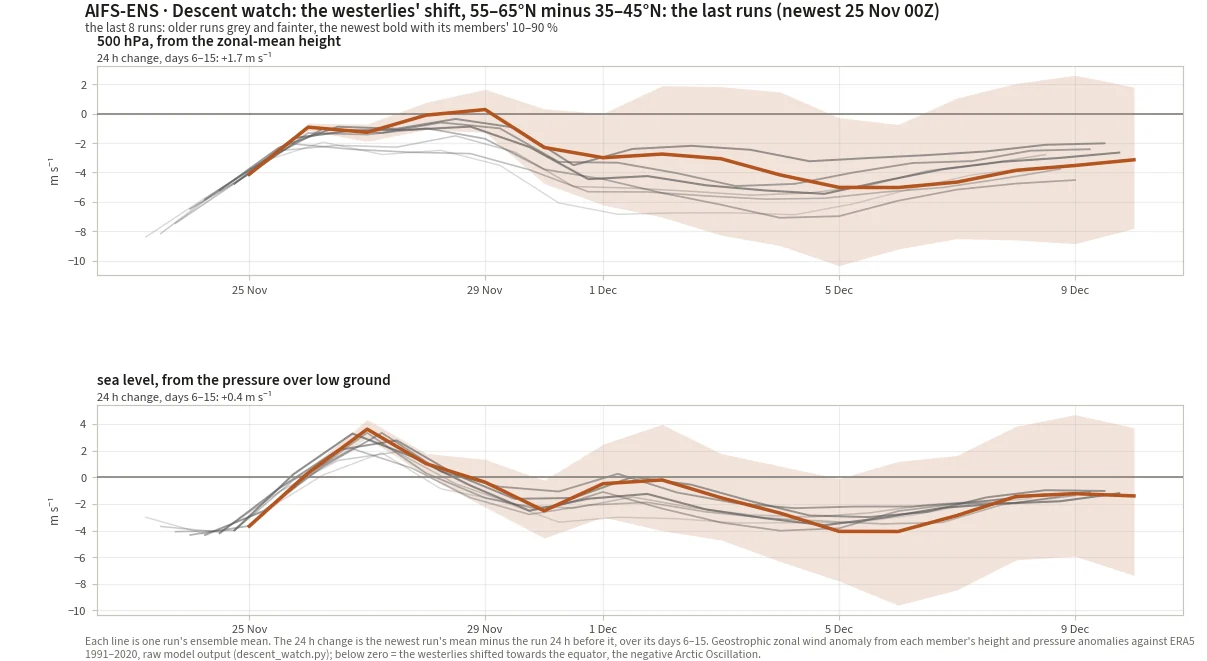 AIFS-ENS · Descent watch: the westerlies' shift, 55–65°N minus 35–45°N: the last runs (newest 25 Nov 00Z)
the last 8 runs: older runs grey and fainter, the newest bold with its members' 10–90 %
500 hPa, from the zonal-mean height
24 h change, days 6–15: +1.7 m s⁻¹
2
0
−2
−4
−6
−8
−10
m s⁻¹
25 Nov
29 Nov
1 Dec
5 Dec
9 Dec
sea level, from the pressure over low ground
24 h change, days 6–15: +0.4 m s⁻¹
4
2
0
−2
−4
−6
−8
−10
m s⁻¹
25 Nov
29 Nov
1 Dec
5 Dec
9 Dec
Each line is one run's ensemble mean. The 24 h change is the newest run's mean minus the run 24 h before it, over its days 6–15. Geostrophic zonal wind anomaly from each member's height and pressure anomalies against ERA5
1991–2020, raw model output (descent_watch.py); below zero = the westerlies shifted towards the equator, the negative Arctic Oscillation.